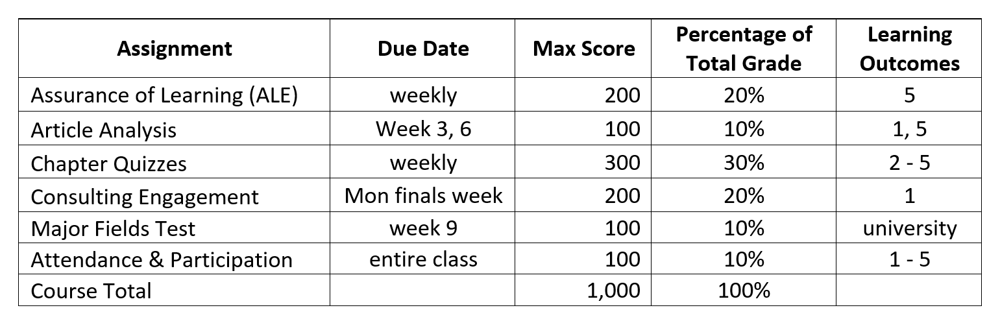 Assignment Due Date Max Score Percentage of Total Grade Learning Outcomes
Assurance of Learning (ALE) weekly 200 20% 5
Article Analysis Week 3, 6 100 10% 1, 5
Chapter Quizzes weekly 300 30% 2 - 5
Consulting Engagement Mon finals week 200 20% 1
Major Fields Test week 9 100 10% university
Attendance & Participation entire class 100 10% 1 - 5
Course Total 1,000 100%